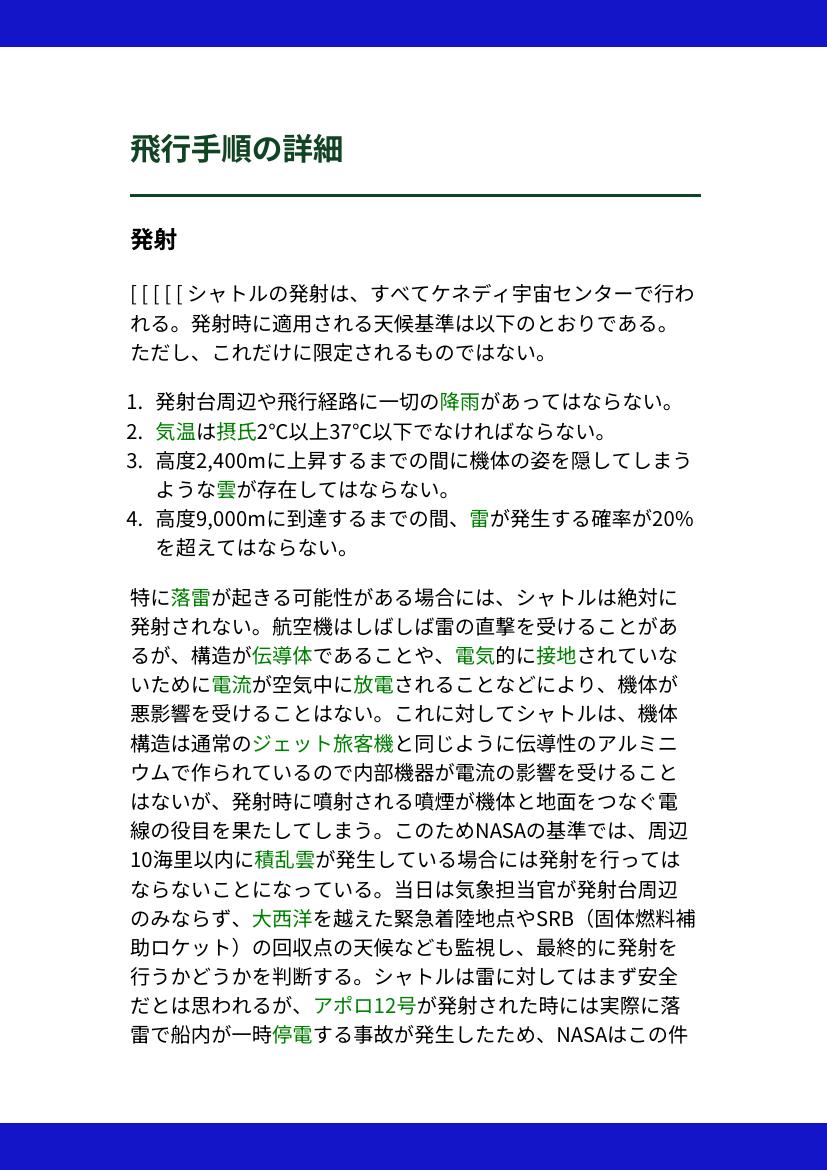 飛行手順の詳細
発射
[ [ [ [ [ シャトルの発射は、すべてケネディ宇宙センターで行わ
れる。発射時に適用される天候基準は以下のとおりである。
ただし、これだけに限定されるものではない。
1. 発射台周辺や飛行経路に一切の降雨があってはならない。
2. 気温は摂氏2℃以上37℃以下でなければならない。
3. 高度2,400mに上昇するまでの間に機体の姿を隠してしまう
ような雲が存在してはならない。
4. 高度9,000mに到達するまでの間、雷が発生する確率が20%
を超えてはならない。
特に落雷が起きる可能性がある場合には、シャトルは絶対に
発射されない。航空機はしばしば雷の直撃を受けることがあ
るが、構造が伝導体であることや、電気的に接地されていな
いために電流が空気中に放電されることなどにより、機体が
悪影響を受けることはない。これに対してシャトルは、機体
構造は通常のジェット旅客機と同じように伝導性のアルミニ
ウムで作られているので内部機器が電流の影響を受けること
はないが、発射時に噴射される噴煙が機体と地面をつなぐ電
線の役目を果たしてしまう。このためNASAの基準では、周辺
10海里以内に積乱雲が発生している場合には発射を行っては
ならないことになっている。当日は気象担当官が発射台周辺
のみならず、大西洋を越えた緊急着陸地点やSRB（固体燃料補
助ロケット）の回収点の天候なども監視し、最終的に発射を
行うかどうかを判断する。シャトルは雷に対してはまず安全
だとは思われるが、アポロ12号が発射された時には実際に落
雷で船内が一時停電する事故が発生したため、NASAはこの件